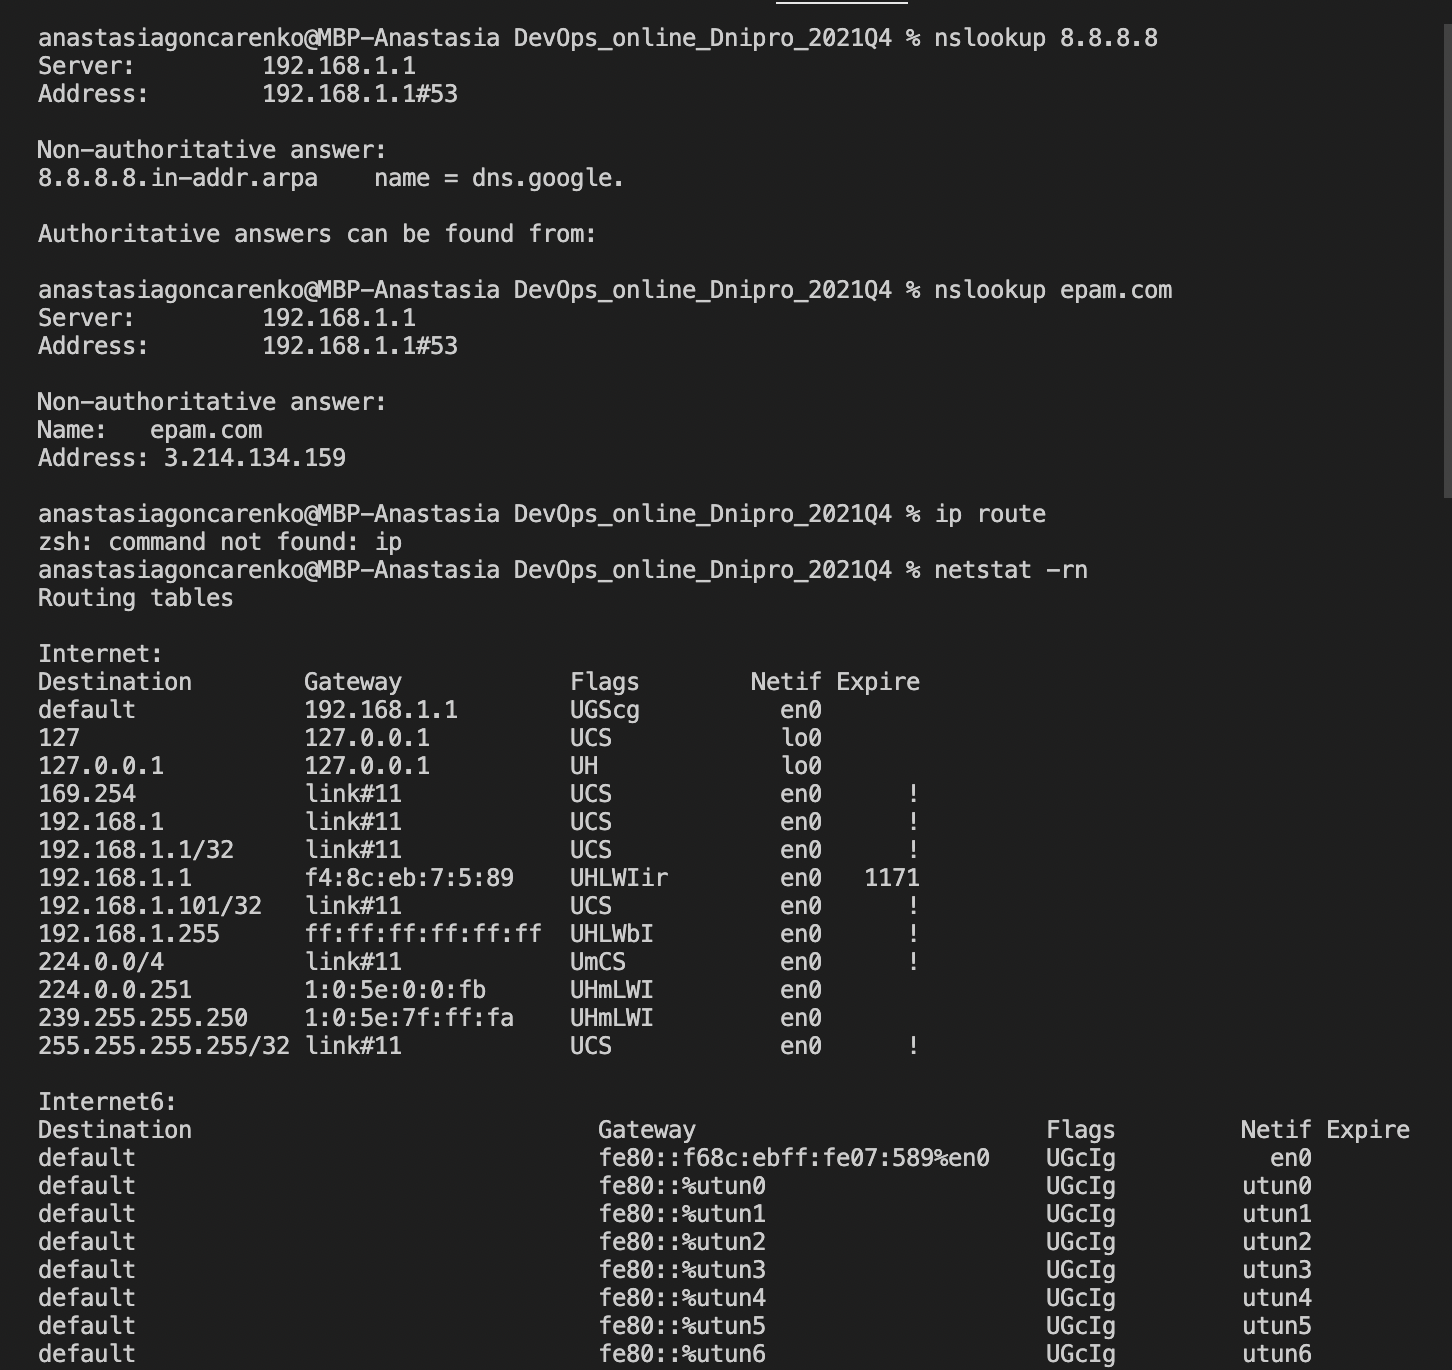 anastasiagoncarenko@MBP-Anastasia DevOps_online_Dnipro_2021Q4 % nslookup 8.8.8.8
Server:         192.168.1.1
Address:        192.168.1.1#53

Non-authoritative answer:
8.8.8.8.in-addr.arpa    name = dns.google.

Authoritative answers can be found from:

anastasiagoncarenko@MBP-Anastasia DevOps_online_Dnipro_2021Q4 % nslookup epam.com
Server:         192.168.1.1
Address:        192.168.1.1#53

Non-authoritative answer:
Name:   epam.com
Address: 3.214.134.159

anastasiagoncarenko@MBP-Anastasia DevOps_online_Dnipro_2021Q4 % ip route
zsh: command not found: ip
anastasiagoncarenko@MBP-Anastasia DevOps_online_Dnipro_2021Q4 % netstat -rn
Routing tables

Internet:
Destination        Gateway            Flags        Netif Expire
default            192.168.1.1        UGScg          en0
127                127.0.0.1          UCS            lo0
127.0.0.1          127.0.0.1          UH             lo0
169.254            link#11            UCS            en0      !
192.168.1          link#11            UCS            en0      !
192.168.1.1/32     link#11            UCS            en0      !
192.168.1.1        f4:8c:eb:7:5:89    UHLWIir        en0   1171
192.168.1.101/32   link#11            UCS            en0      !
192.168.1.255      ff:ff:ff:ff:ff:ff  UHLWbI         en0      !
224.0.0/4          link#11            UmCS           en0      !
224.0.0.251        1:0:5e:0:0:fb      UHmLWI         en0
239.255.255.250    1:0:5e:7f:ff:fa    UHmLWI         en0
255.255.255.255/32 link#11            UCS            en0      !

Internet6:
Destination                             Gateway                         Flags         Netif Expire
default                                 fe80::f68c:ebff:fe07:589%en0    UGcIg           en0
default                                 fe80::%utun0                    UGcIg         utun0
default                                 fe80::%utun1                    UGcIg         utun1
default                                 fe80::%utun2                    UGcIg         utun2
default                                 fe80::%utun3                    UGcIg         utun3
default                                 fe80::%utun4                    UGcIg         utun4
default                                 fe80::%utun5                    UGcIg         utun5
default                                 fe80::%utun6                    UGcIg         utun6